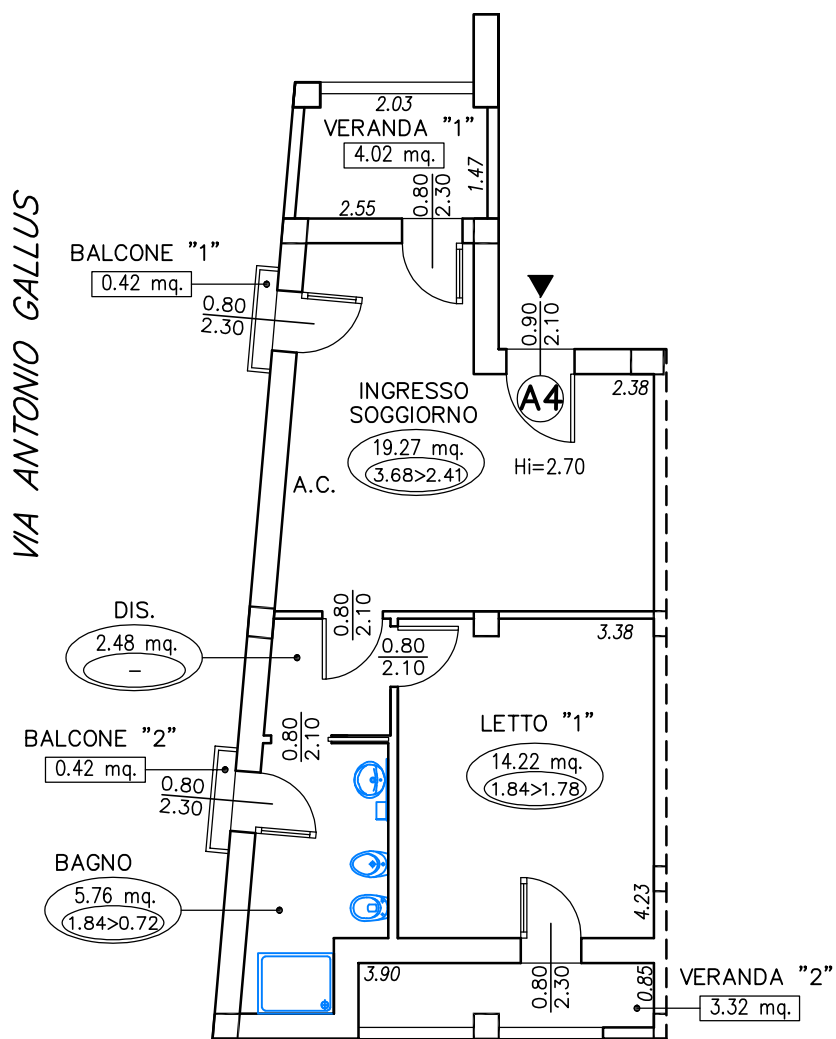 2.03
VERANDA "1"
4.02 mq.
1.47
0.80
2.30
2.55
VIA ANTONIO GALLUS
BALCONE "1"
0.42 mq.
0.80
2.30
0.90
2.10
A4
2.38
INGRESSO
SOGGIORNO
19.27 mq.
3.68>2.41
Hi=2.70
A.C.
DIS.
2.48 mq.
–
0.80
2.10
0.80
2.10
3.38
0.80
2.10
LETTO "1"
14.22 mq.
1.84>1.78
BALCONE "2"
0.42 mq.
0.80
2.30
BAGNO
5.76 mq.
1.84>0.72
4.23
3.90
0.80
2.30
0.85
VERANDA "2"
3.32 mq.